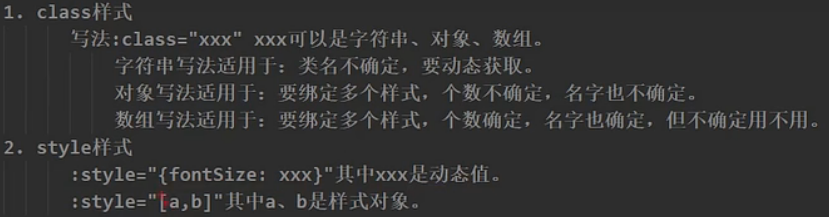 1. class样式
写法:class="xxx" xxx可以是字符串、对象、数组。
字符串写法适用于：类名不确定，要动态获取。
对象写法适用于：要绑定多个样式，个数不确定，名字也不确定。
数组写法适用于：要绑定多个样式，个数确定，名字也确定，但不确定用不用。
2. style样式
:style="{fontSize: xxx}"其中xxx是动态值。
:style="[a,b]"其中a、b是样式对象。